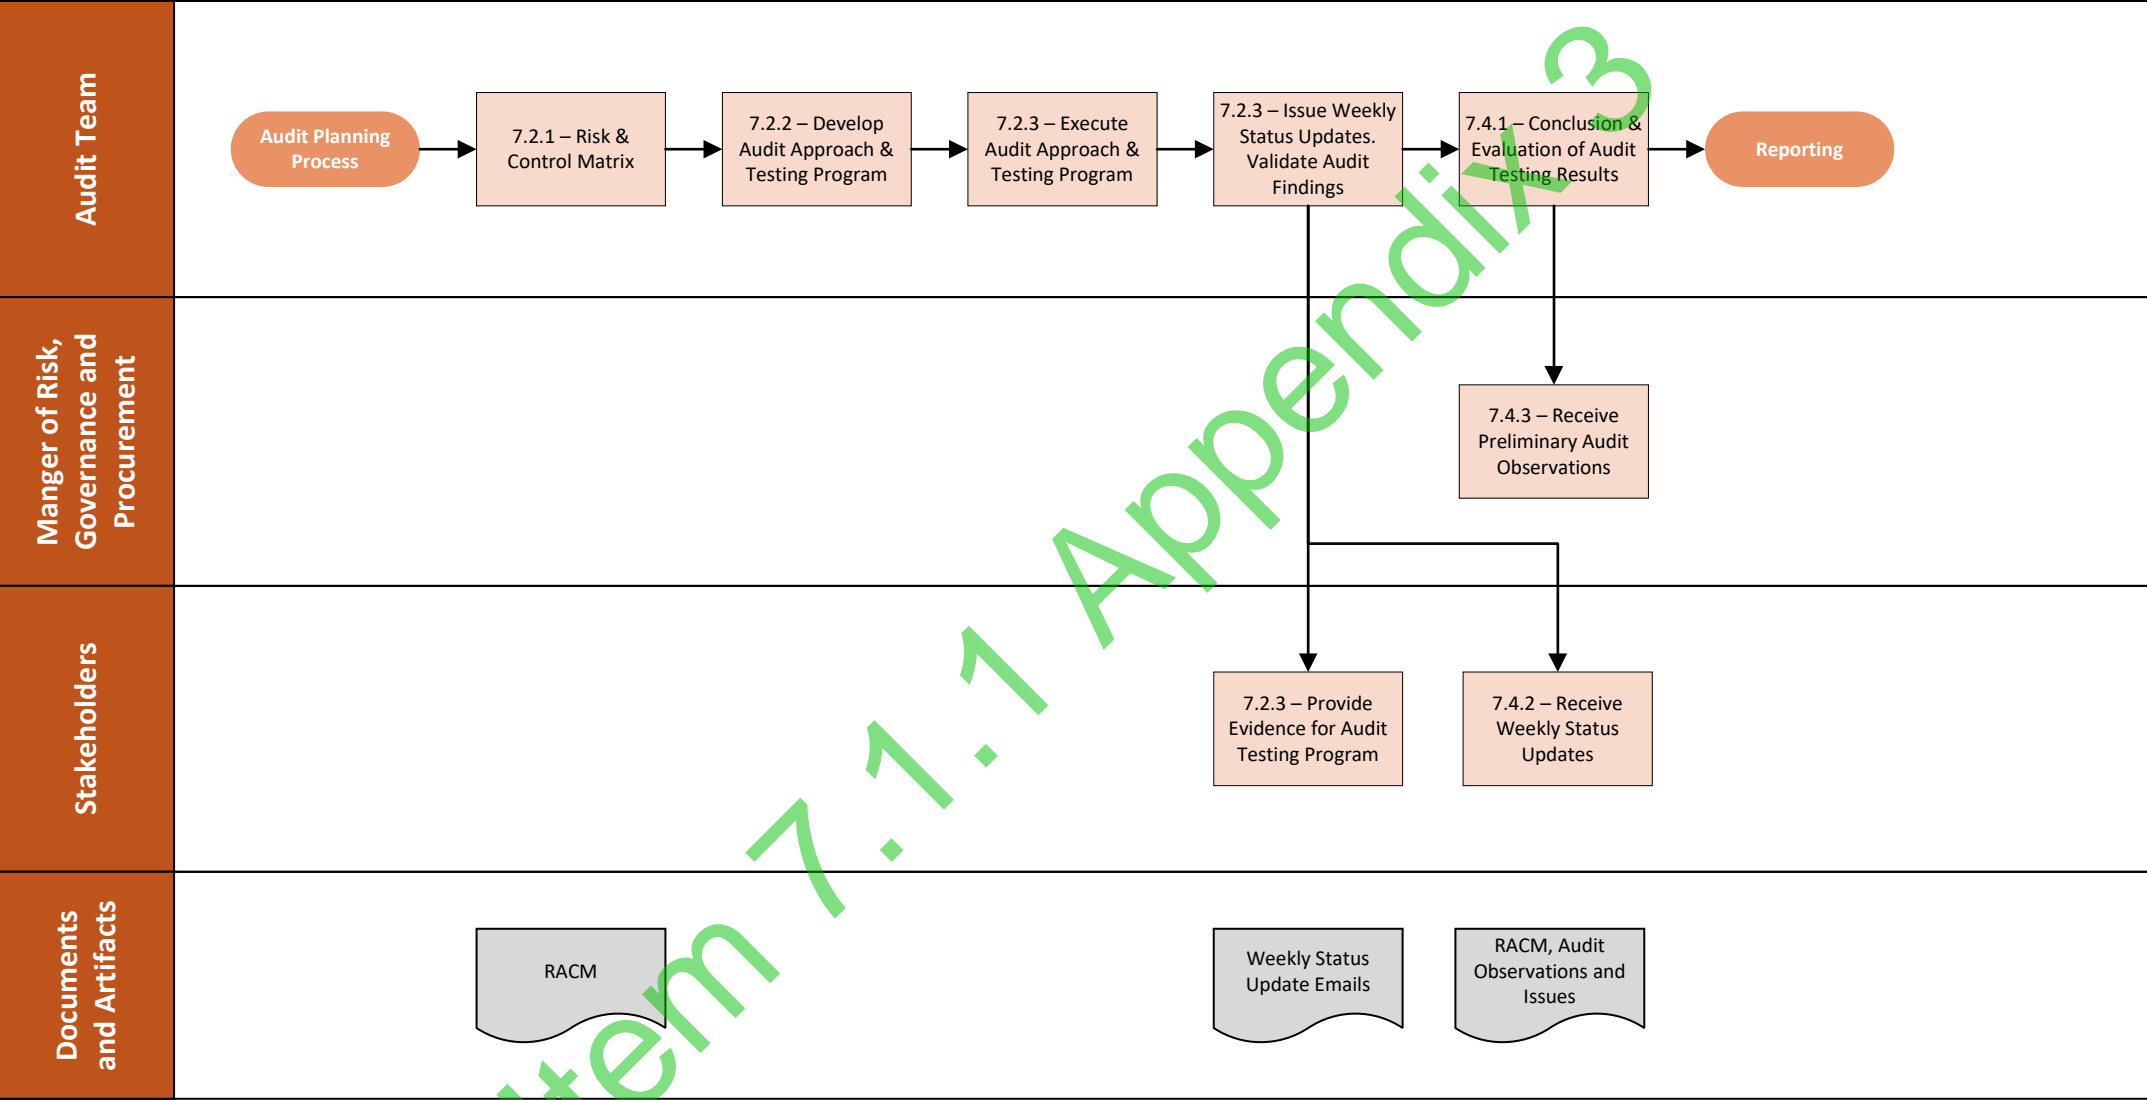 Audit Team
Audit Planning
Process
7.2.1 – Risk &
Control Matrix
7.2.2 – Develop
Audit Approach &
Testing Program
7.2.3 – Execute
Audit Approach &
Testing Program
7.2.3 – Issue Weekly
Status Updates.
Validate Audit
Findings
7.4.1 – Conclusion &
Evaluation of Audit
Testing Results
Reporting
Manger of Risk,
Governance and
Procurement
7.4.3 – Receive
Preliminary Audit
Observations
Stakeholders
7.2.3 – Provide
Evidence for Audit
Testing Program
7.4.2 – Receive
Weekly Status
Updates
Documents
and Artifacts
RACM
Weekly Status
Update Emails
RACM, Audit
Observations and
Issues
Item 7.1.1 Appendix 3